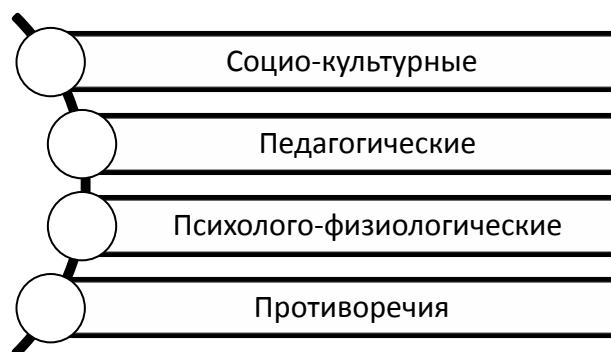 Социо-культурные
Педагогические
Психолого-физиологические
Противоречия